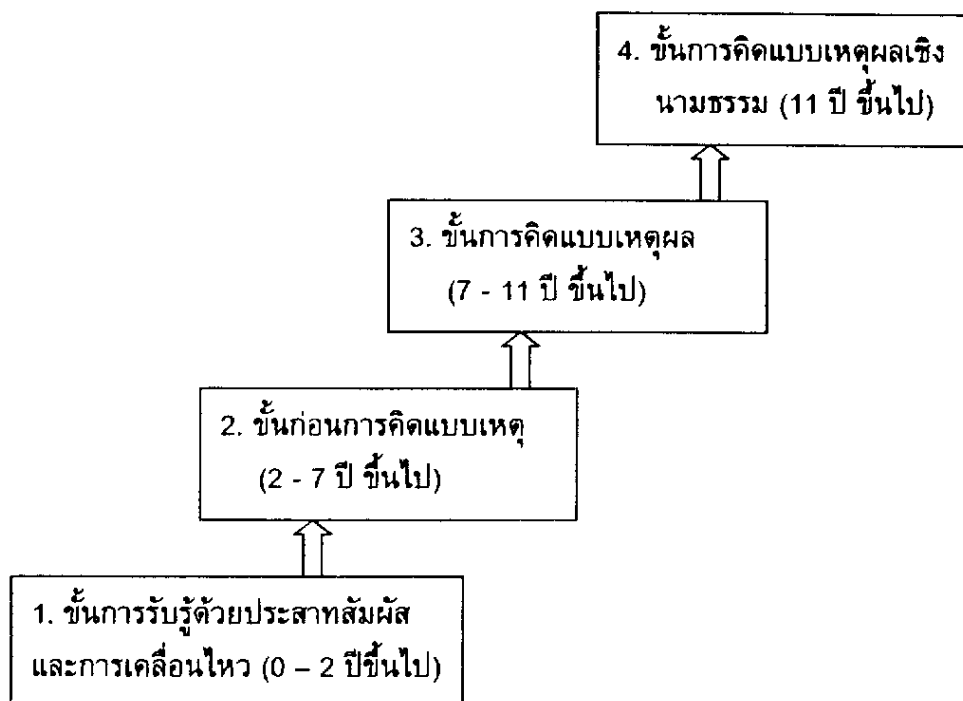 4. ขั้นการคิดแบบเหตุผลเชิง
นามธรรม (11 ปี ขึ้นไป)
3. ขั้นการคิดแบบเหตุผล
(7 - 11 ปี ขึ้นไป)
2. ขั้นก่อนการคิดแบบเหตุ
(2 - 7 ปี ขึ้นไป)
1. ขั้นการรับรู้ด้วยประสาทสัมผัส
และการเคลื่อนไหว (0 – 2 ปีขึ้นไป)